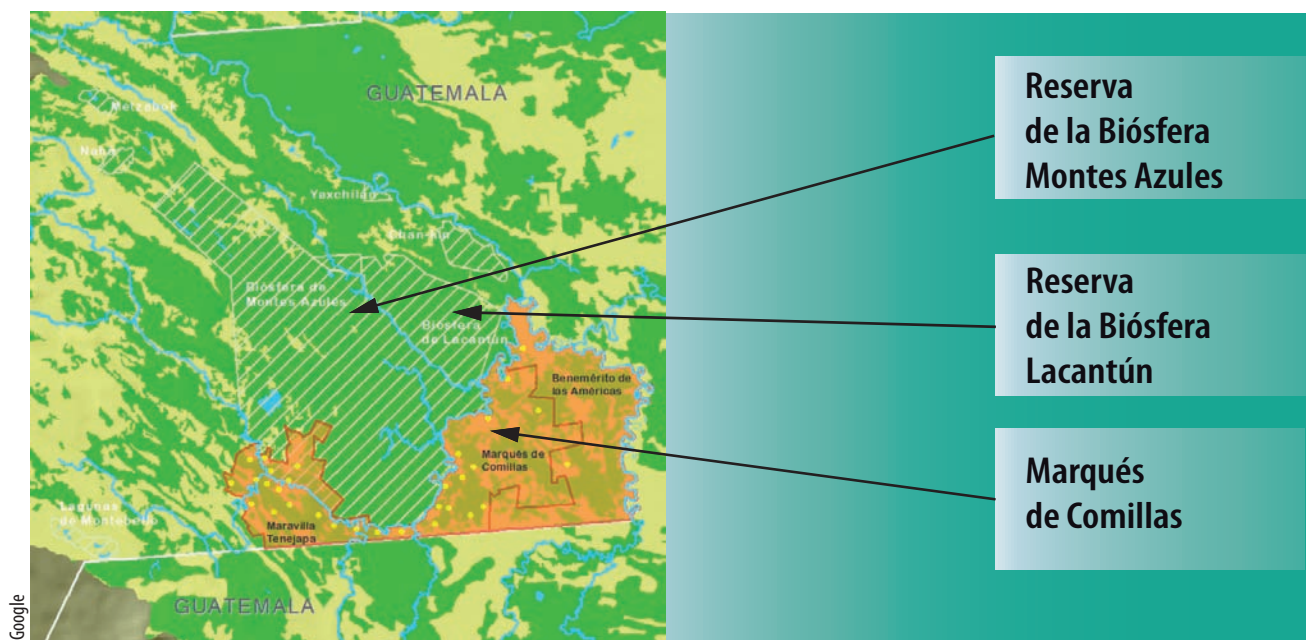 GUATEMALA
Metzabok
Naha
Yaxchilán
Chan-kin
Biósfera de
Montes Azules
Biósfera
de Lacantún
Benemérito de
las Américas
Marqués de
Comillas
Maravilla
Tenejapa
Lagunas
de Montebello
GUATEMALA
Google
Reserva
de la Biósfera
Montes Azules
Reserva
de la Biósfera
Lacantún
Marqués
de Comillas